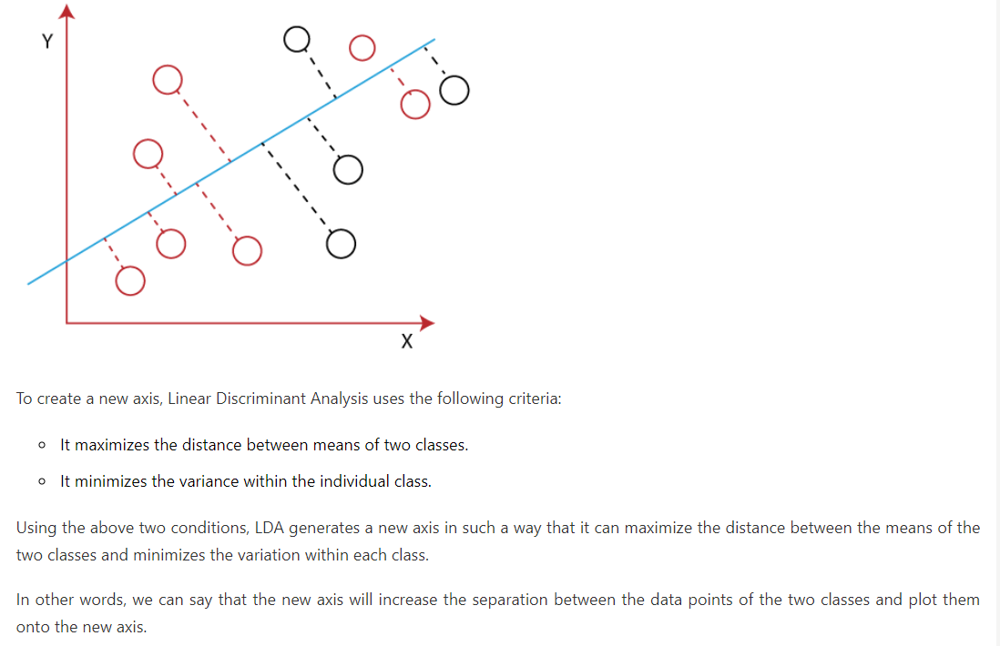 Y
X
To create a new axis, Linear Discriminant Analysis uses the following criteria:
It maximizes the distance between means of two classes.
It minimizes the variance within the individual class.
Using the above two conditions, LDA generates a new axis in such a way that it can maximize the distance between the means of the
two classes and minimizes the variation within each class.
In other words, we can say that the new axis will increase the separation between the data points of the two classes and plot them
onto the new axis.